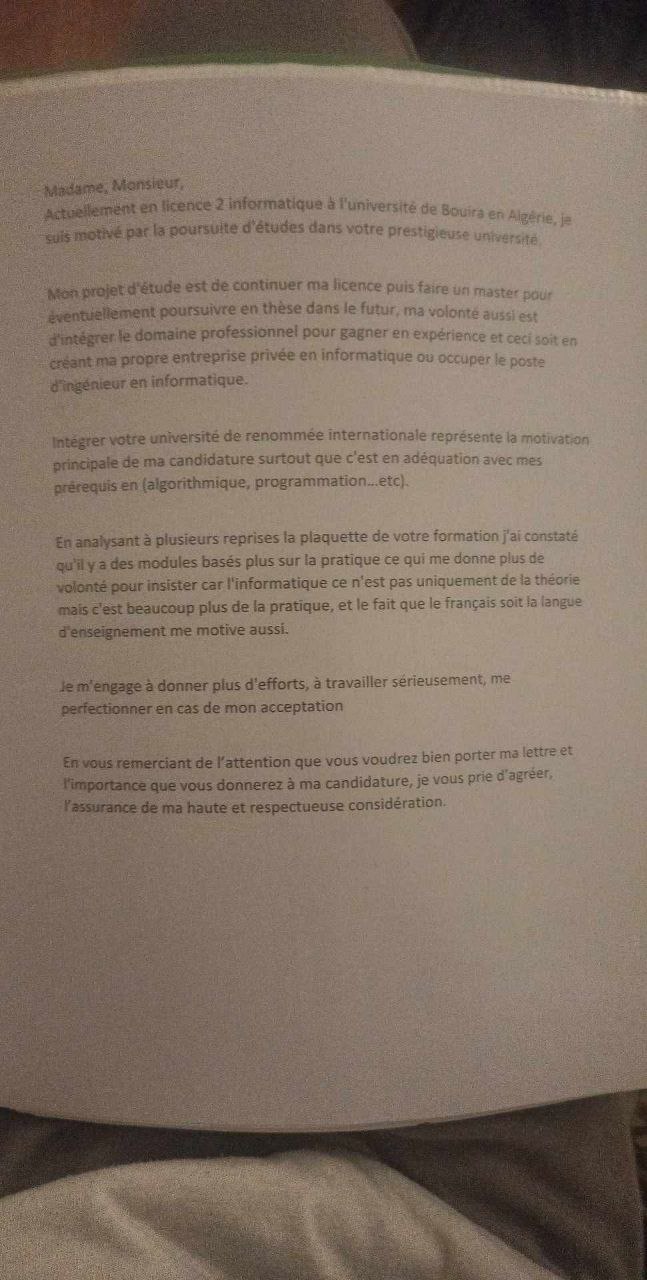 Madame, Monsieur,
Actuellement en licence 2 informatique à l'université de Bouira en Algérie, je
suis motivé par la poursuite d'études dans votre prestigieuse université.
Mon projet d'étude est de continuer ma licence puis faire un master pour
éventuellement poursuivre en thèse dans le futur, ma volonté aussi est
d'intégrer le domaine professionnel pour gagner en expérience et ceci soit en
créant ma propre entreprise privée en informatique ou occuper le poste
d'ingénieur en informatique.
Intégrer votre université de renommée internationale représente la motivation
principale de ma candidature surtout que c'est en adéquation avec mes
prérequis en (algorithmique, programmation...etc).
En analysant à plusieurs reprises la plaquette de votre formation j'ai constaté
qu'il y a des modules basés plus sur la pratique ce qui me donne plus de
volonté pour insister car l'informatique ce n'est pas uniquement de la théorie
mais c'est beaucoup plus de la pratique, et le fait que le français soit la langue
d'enseignement me motive aussi.
Je m'engage à donner plus d'efforts, à travailler sérieusement, me
perfectionner en cas de mon acceptation
En vous remerciant de l'attention que vous voudrez bien porter ma lettre et
l'importance que vous donnerez à ma candidature, je vous prie d'agréer,
l'assurance de ma haute et respectueuse considération.